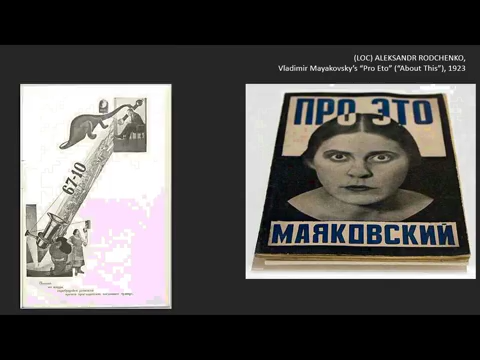 (LOC) ALEKSANDR RODCHENKO,
Vladimir Mayakovsky's "Pro Eto" ("About This"), 1923
67-10
ПРО ЭТО
МАЯКОВСКИЙ